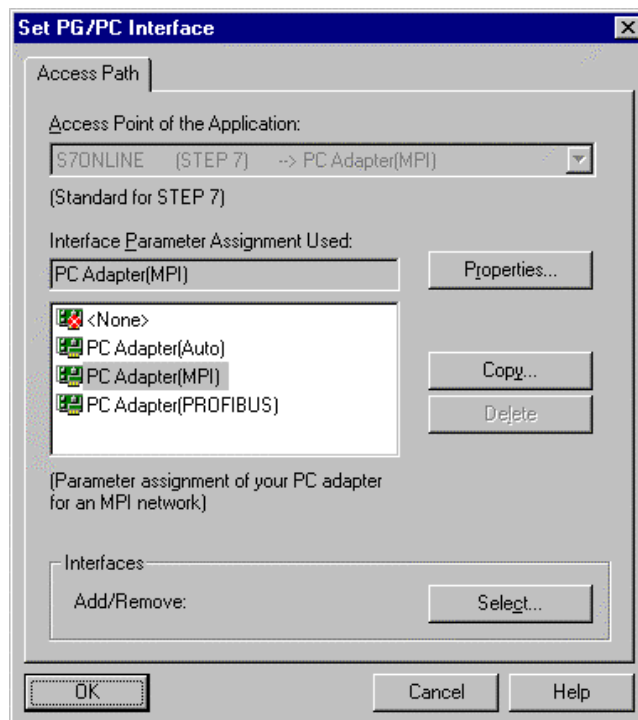 Set PG/PC Interface
Access Path
Access Point of the Application:
S7ONLINE (STEP 7) --> PC Adapter(MPI)
(Standard for STEP 7)
Interface Parameter Assignment Used:
PC Adapter(MPI)
Properties...
<None>
PC Adapter(Auto)
PC Adapter(MPI)
PC Adapter(PROFIBUS)
Copy...
Delete
(Parameter assignment of your PC adapter
for an MPI network)
Interfaces
Add/Remove:
Select...
OK
Cancel
Help